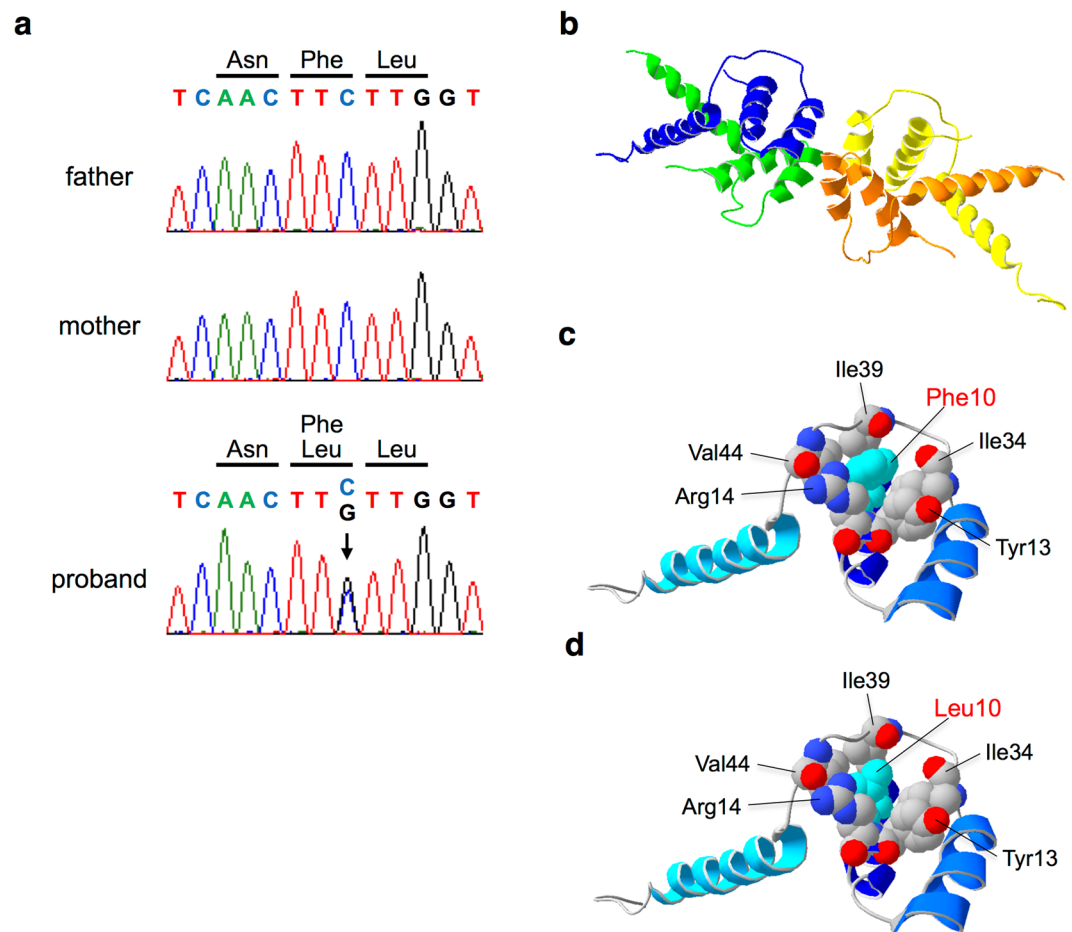 a
Asn Phe Leu
T C A A C T T C T T G G T
father
mother
Asn Phe Leu Leu
C
T C A A C T T G T T G G T
proband
b
c
Ile39
Phe10
Val44
Ile34
Arg14
Tyr13
d
Ile39
Leu10
Val44
Ile34
Arg14
Tyr13